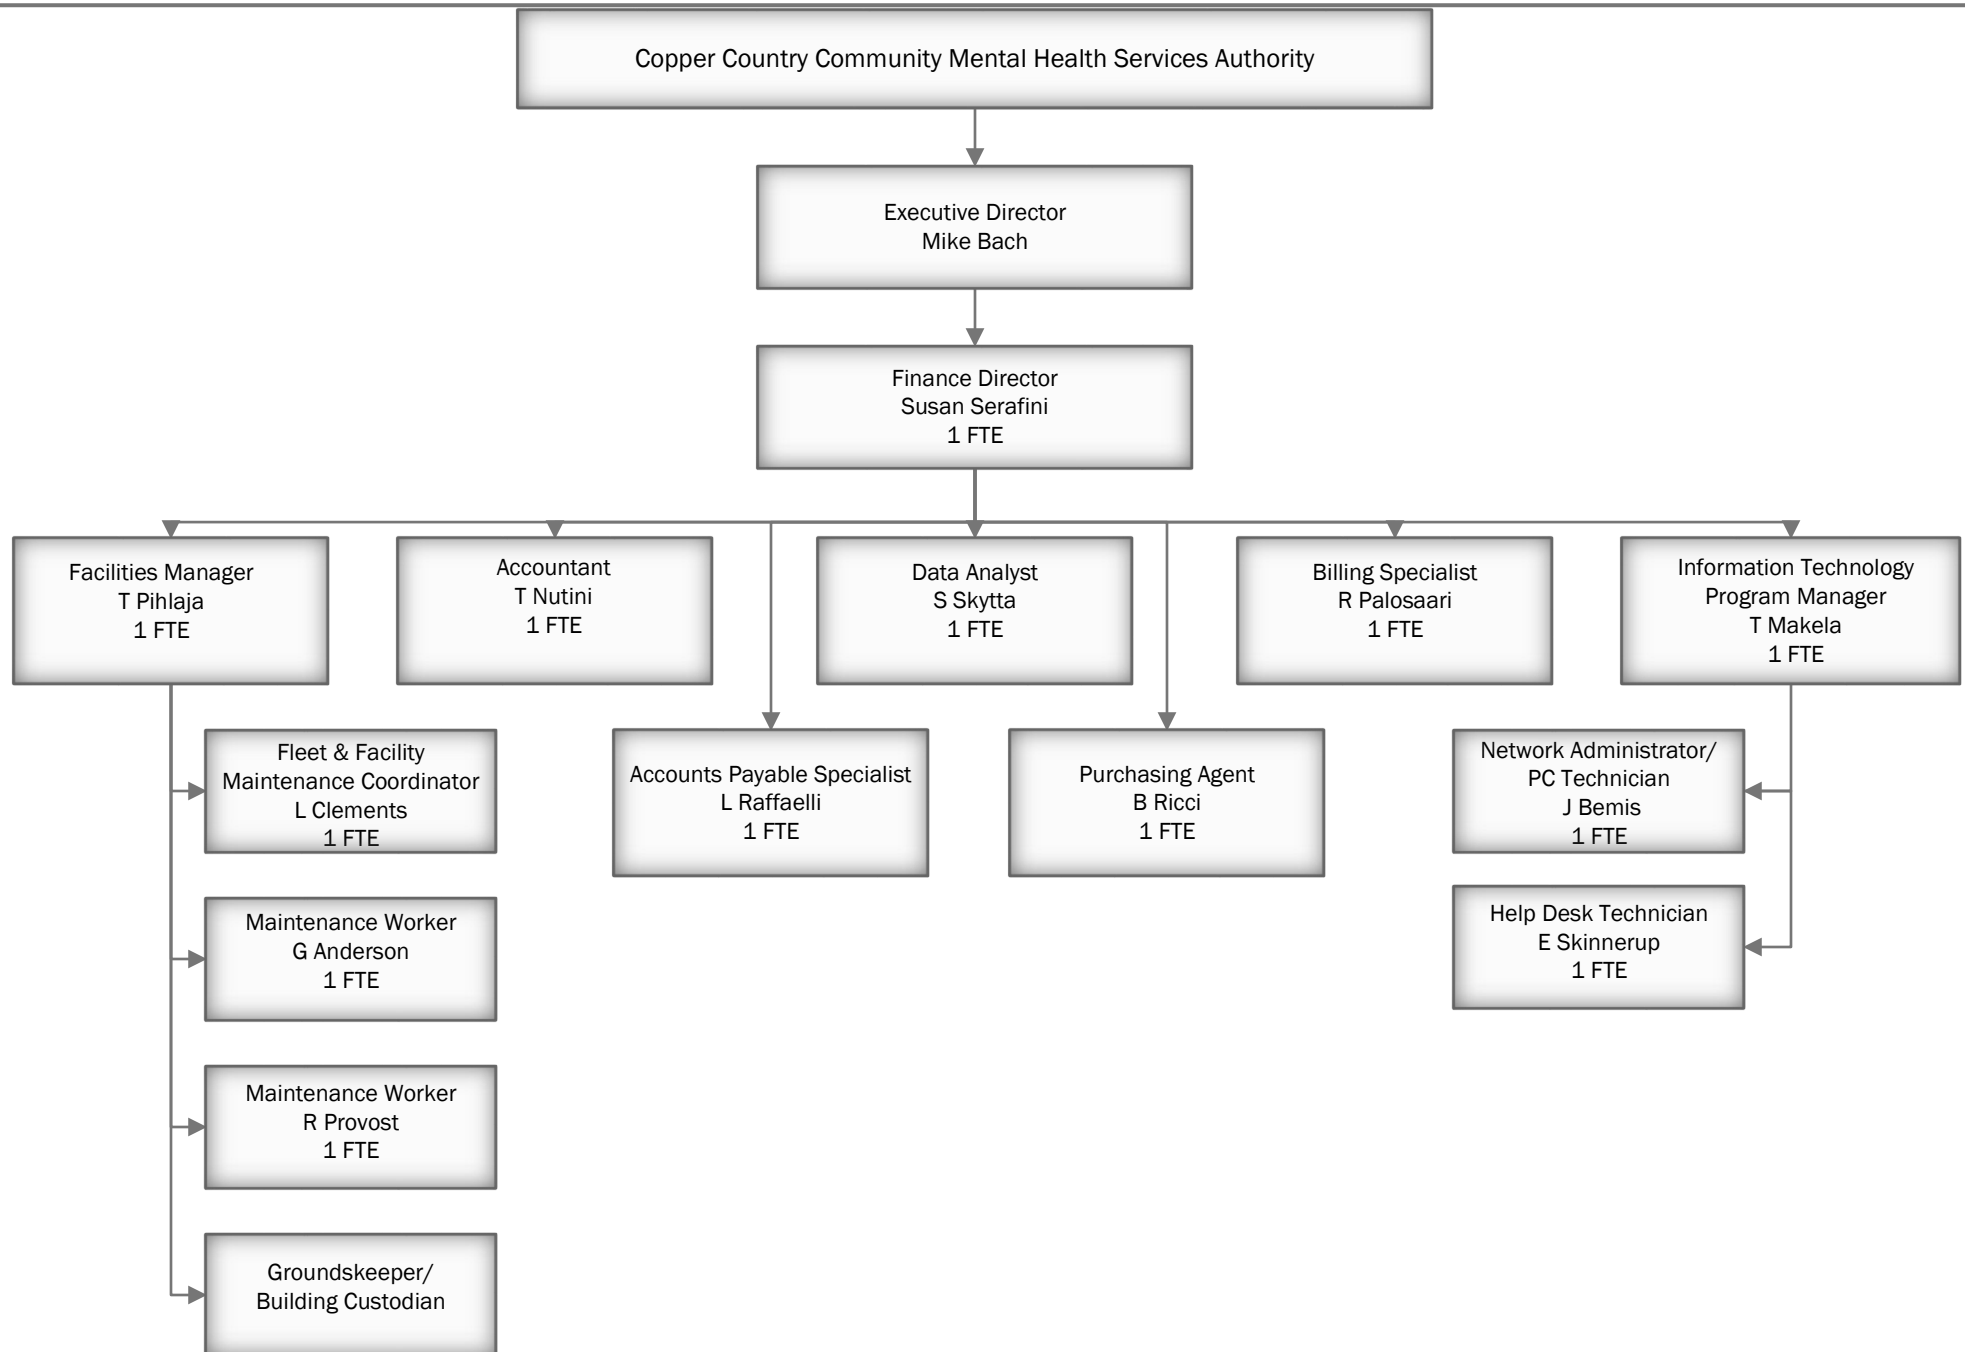 Copper Country Community Mental Health Services Authority
Executive Director
Mike Bach
Finance Director
Susan Serafini
1 FTE
Facilities Manager
T Pihlaja
1 FTE
Accountant
T Nutini
1 FTE
Data Analyst
S Skytta
1 FTE
Billing Specialist
R Palosaari
1 FTE
Information Technology
Program Manager
T Makela
1 FTE
Fleet & Facility
Maintenance Coordinator
L Clements
1 FTE
Accounts Payable Specialist
L Raffaelli
1 FTE
Purchasing Agent
B Ricci
1 FTE
Network Administrator/
PC Technician
J Bemis
1 FTE
Maintenance Worker
G Anderson
1 FTE
Help Desk Technician
E Skinnerup
1 FTE
Maintenance Worker
R Provost
1 FTE
Groundskeeper/
Building Custodian